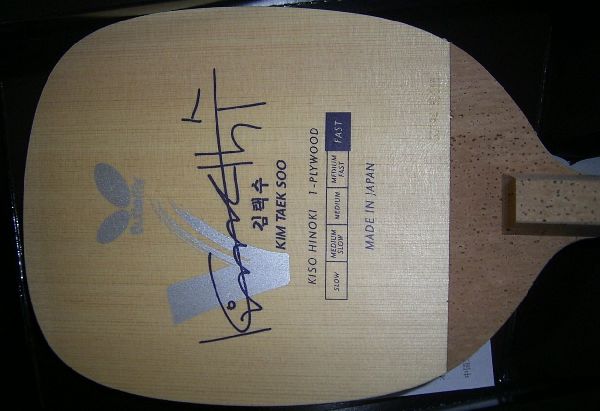 Butterfly
김택수
KIM TAEK SOO
KISO HINOKI 1-PLYWOOD
SLOW
MEDIUM
SLOW
MEDIUM
MEDIUM
FAST
FAST
MADE IN JAPAN